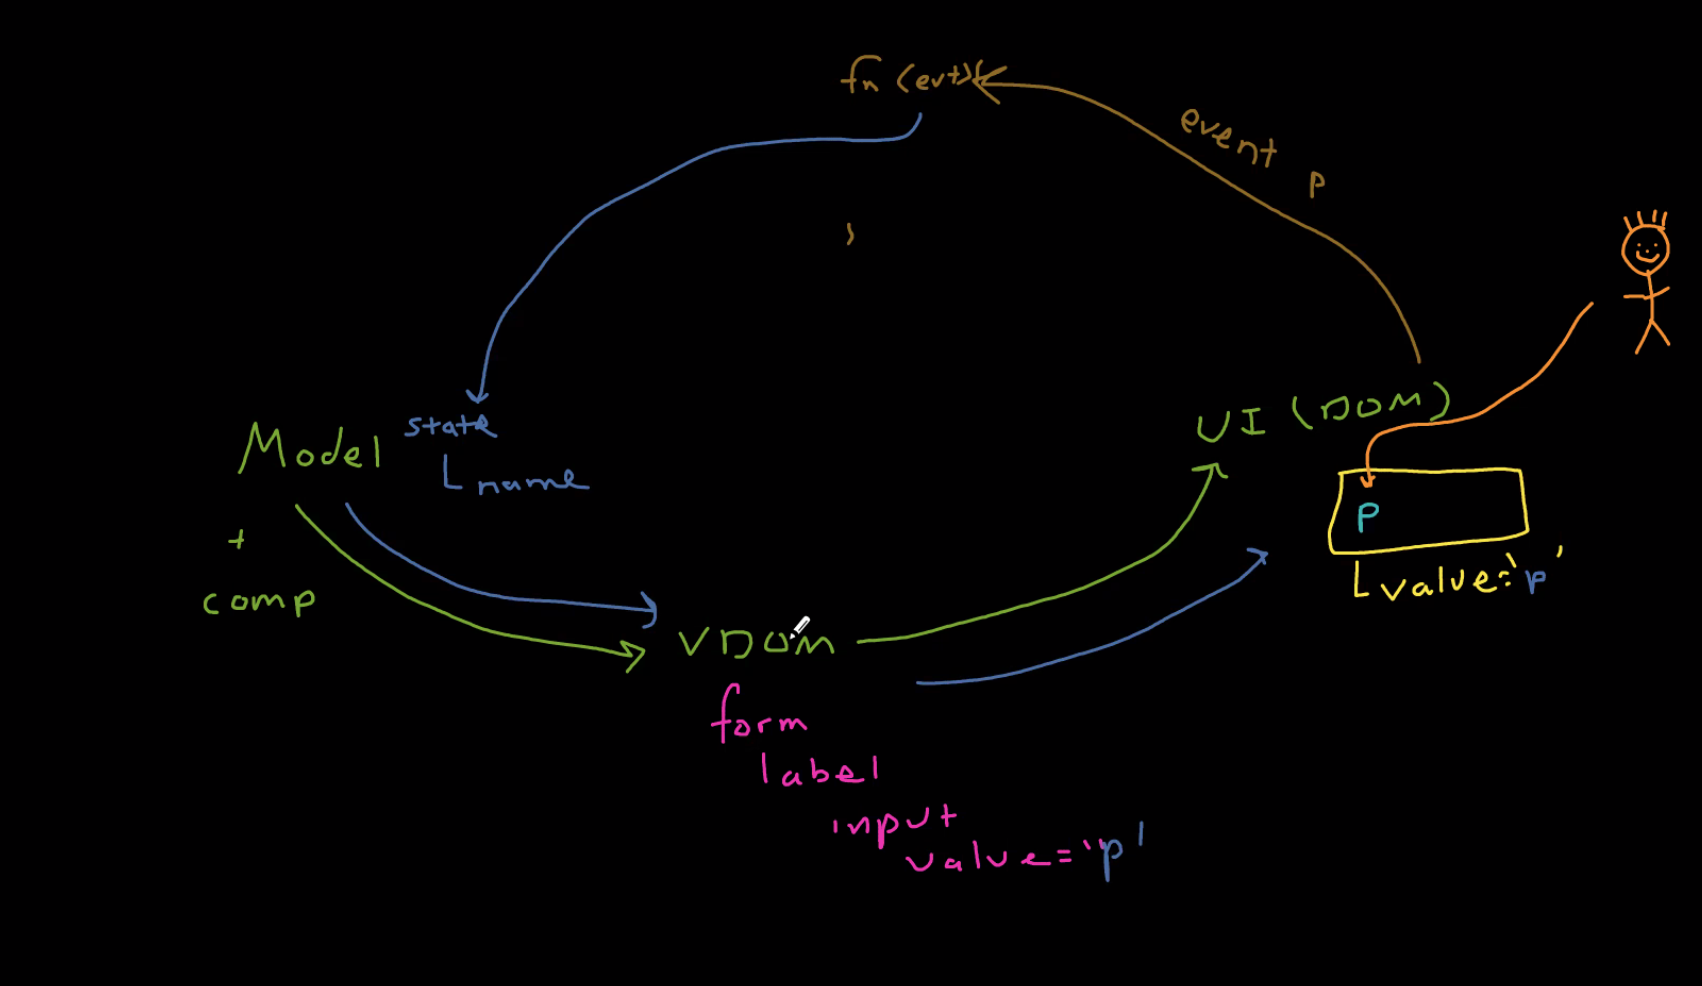 fn (evt) {
event p
}
UI (DOM)
state
Model
name
P
+
value='p'
comp
VDOM
form
label
input
value='p'